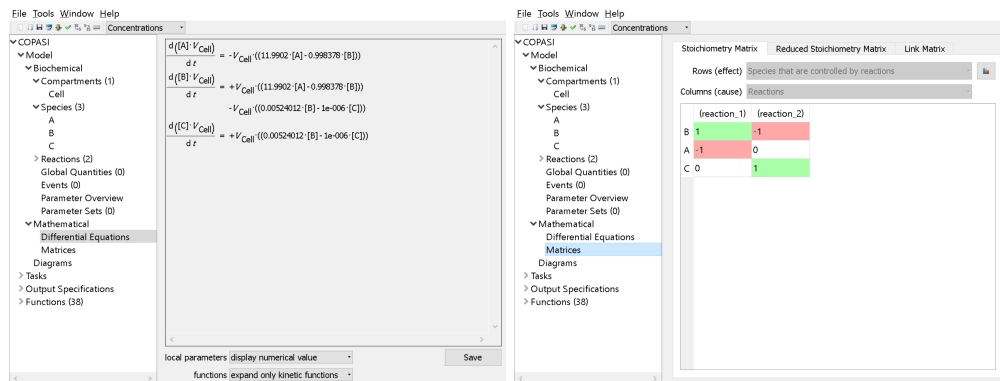 File Tools Window Help
Concentrations
COPASI
Model
Biochemical
Compartments (1)
Cell
Species (3)
A
B
C
Reactions (2)
Global Quantities (0)
Events (0)
Parameter Overview
Parameter Sets (0)
Mathematical
Differential Equations
Matrices
Diagrams
Tasks
Output Specifications
Functions (38)
d([A]·V_Cell)/dt = -V_Cell·((11.9902·[A]-0.998378·[B]))
d([B]·V_Cell)/dt = +V_Cell·((11.9902·[A]-0.998378·[B]))
-V_Cell·((0.00524012·[B]-1e-006·[C]))
d([C]·V_Cell)/dt = +V_Cell·((0.00524012·[B]-1e-006·[C]))
local parameters display numerical value
Save
functions expand only kinetic functions
File Tools Window Help
Concentrations
COPASI
Model
Biochemical
Compartments (1)
Cell
Species (3)
A
B
C
Reactions (2)
Global Quantities (0)
Events (0)
Parameter Overview
Parameter Sets (0)
Mathematical
Differential Equations
Matrices
Diagrams
Tasks
Output Specifications
Functions (38)
Stoichiometry Matrix Reduced Stoichiometry Matrix Link Matrix
Rows (effect) Species that are controlled by reactions
Columns (cause) Reactions
(reaction_1) (reaction_2)
B 1 -1
A -1 0
C 0 1